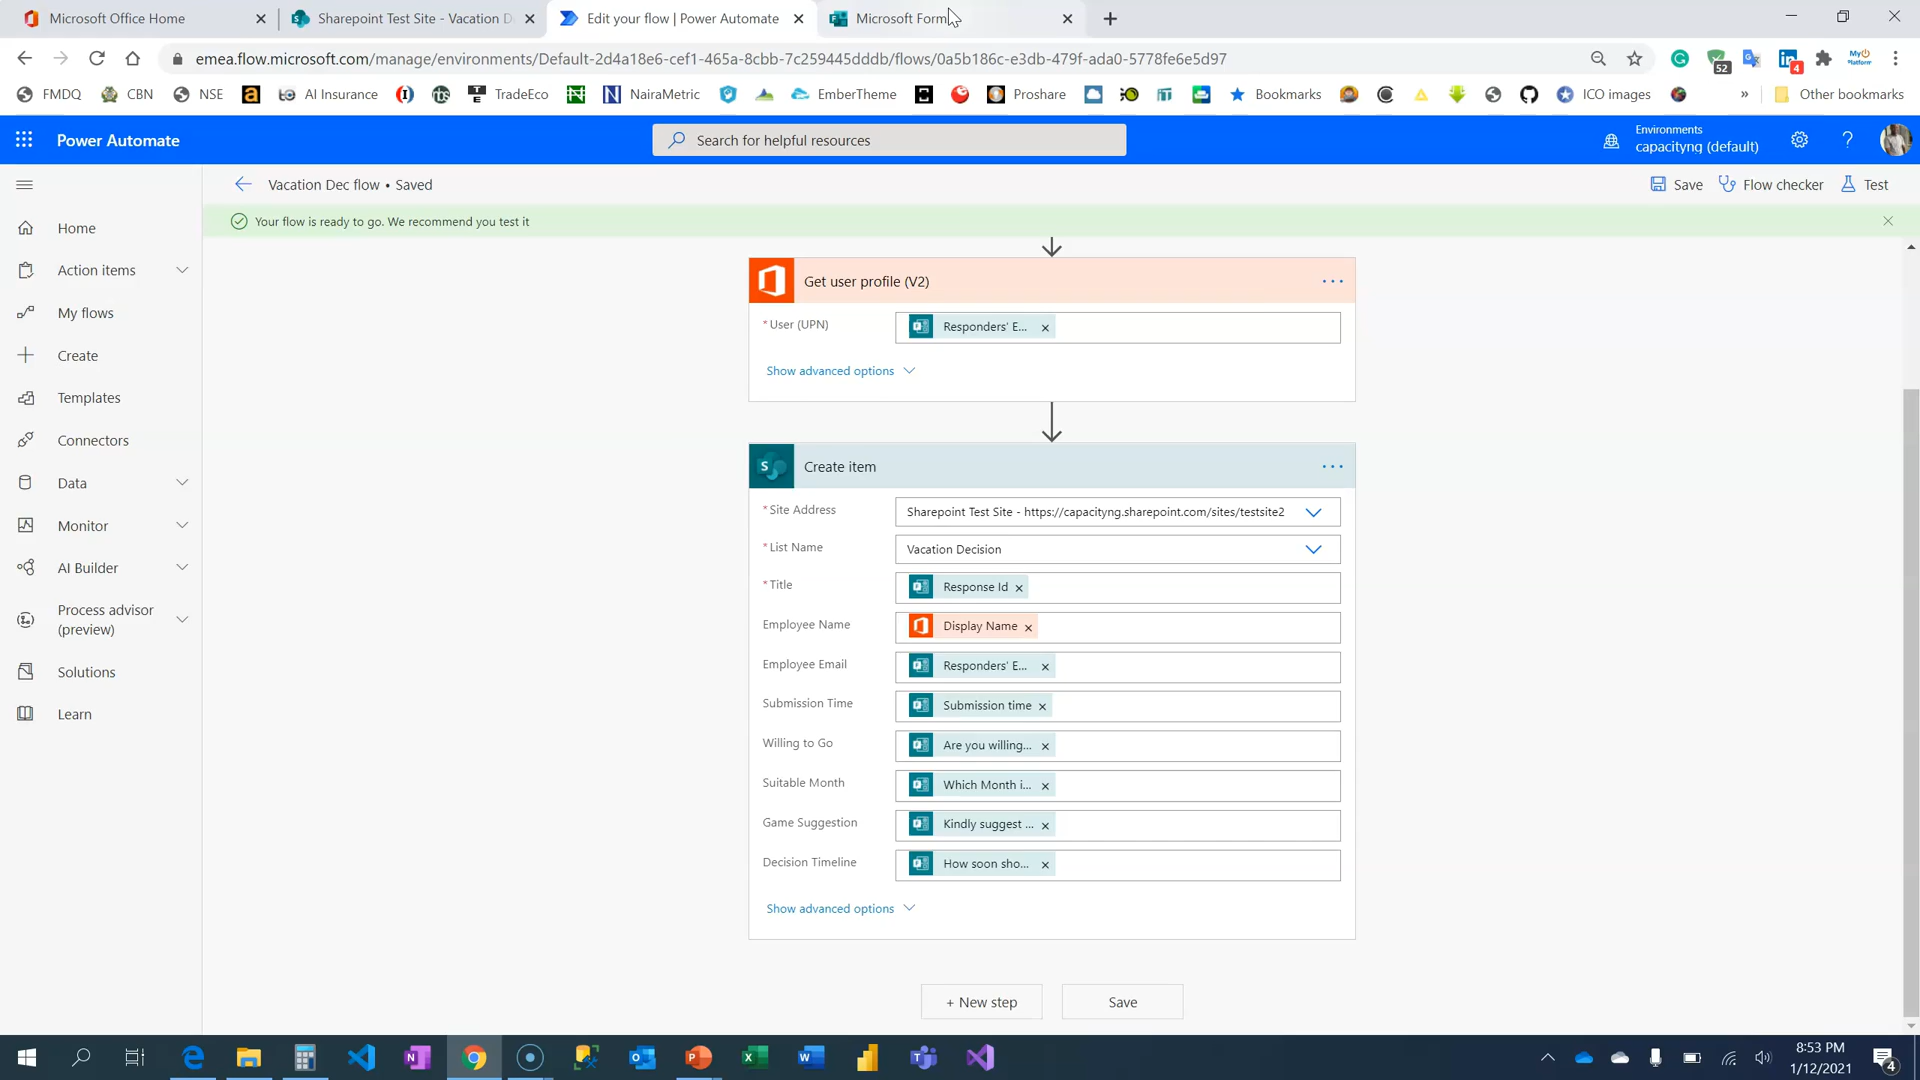 Microsoft Office Home
Sharepoint Test Site - Vacation D
Edit your flow | Power Automate
Microsoft Form
emea.flow.microsoft.com/manage/environments/Default-2d4a18e6-cef1-465a-8cbb-7c259445dddb/flows/0a5b186c-e3db-479f-ada0-5778fe6e5d97
52
4
My
Platform
FMDQ
CBN
NSE
AI Insurance
TradeEco
NairaMetric
EmberTheme
Proshare
Bookmarks
ICO images
»
Other bookmarks
Power Automate
Search for helpful resources
Environments
capacityng (default)
Vacation Dec flow • Saved
Save
Flow checker
Test
Your flow is ready to go. We recommend you test it
Home
Action items
My flows
Create
Templates
Connectors
Data
Monitor
AI Builder
Process advisor
(preview)
Solutions
Learn
Get user profile (V2)
* User (UPN)
Responders' E...
Show advanced options
Create item
* Site Address
Sharepoint Test Site - https://capacityng.sharepoint.com/sites/testsite2
* List Name
Vacation Decision
* Title
Response Id
Employee Name
Display Name
Employee Email
Responders' E...
Submission Time
Submission time
Willing to Go
Are you willing...
Suitable Month
Which Month i...
Game Suggestion
Kindly suggest ...
Decision Timeline
How soon sho...
Show advanced options
+ New step
Save
8:53 PM
1/12/2021
4